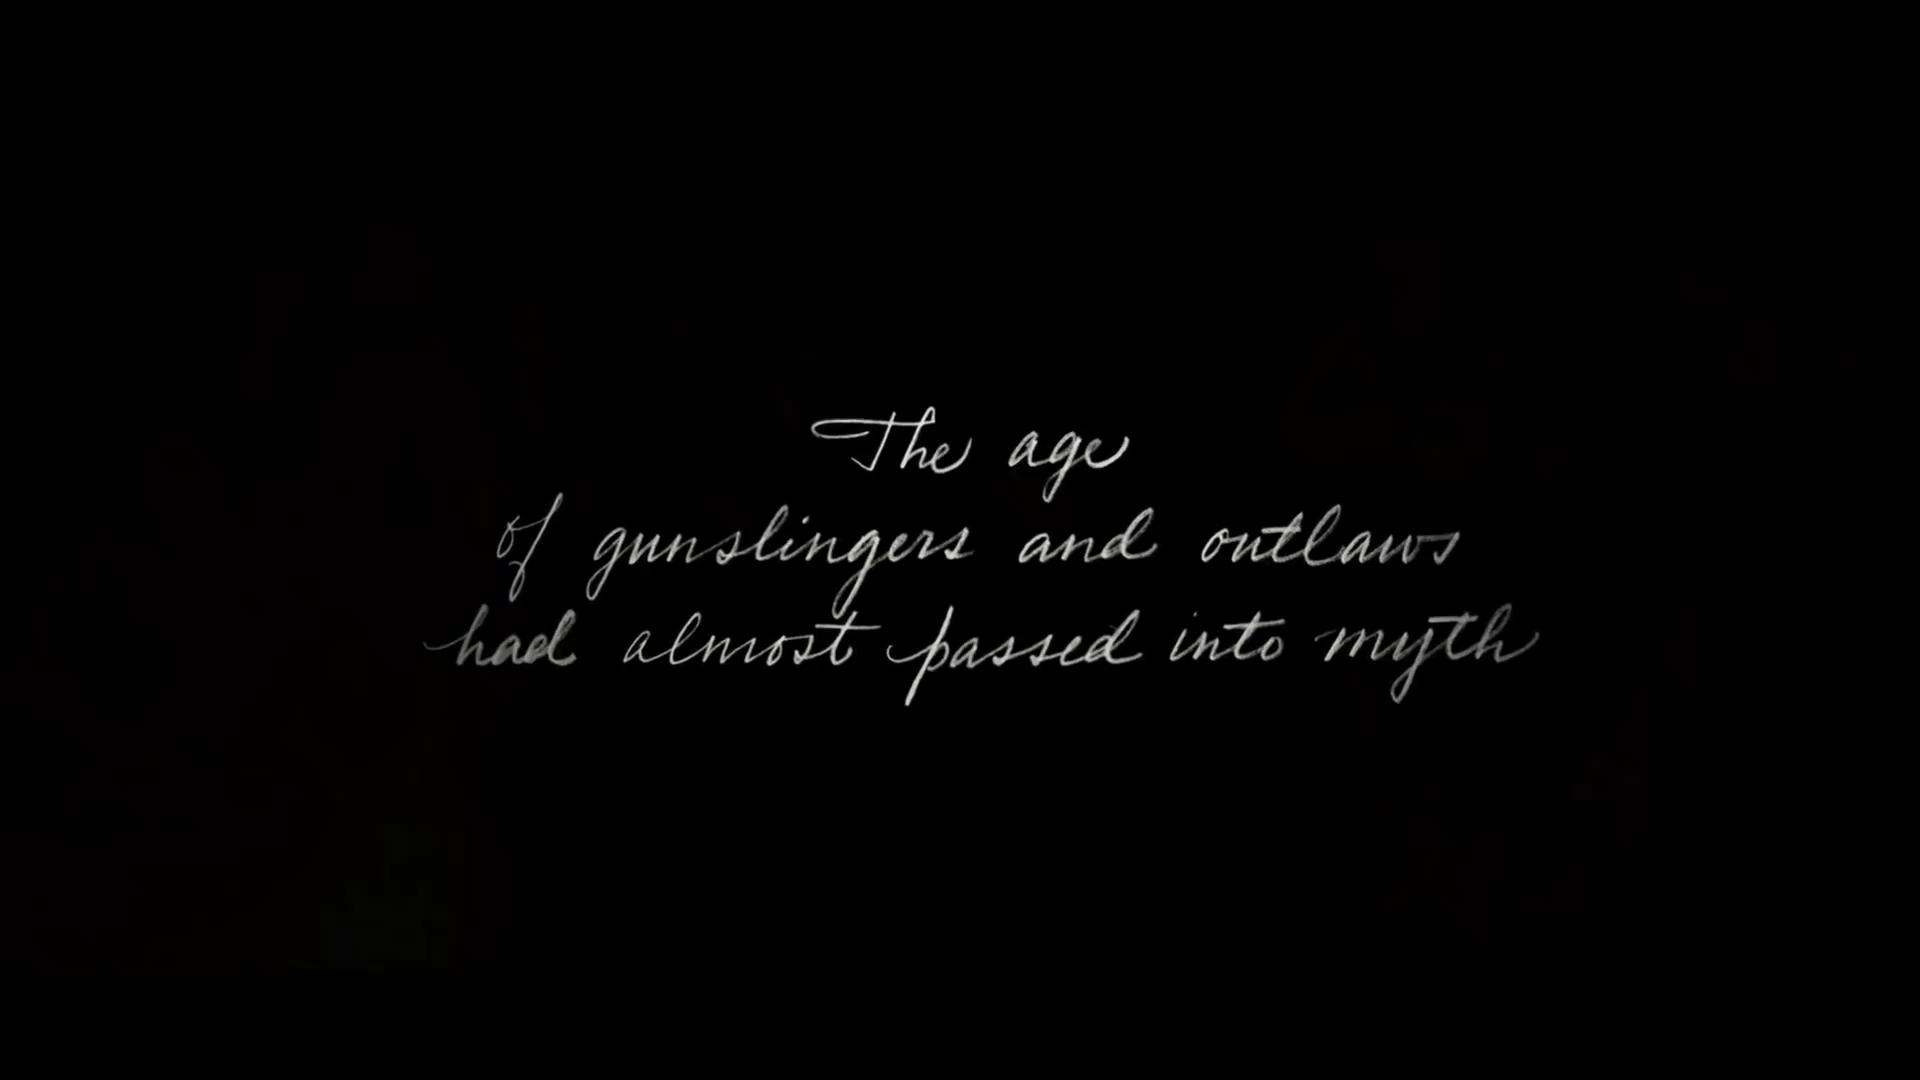 The age
of gunslingers and outlaws
had almost passed into myth